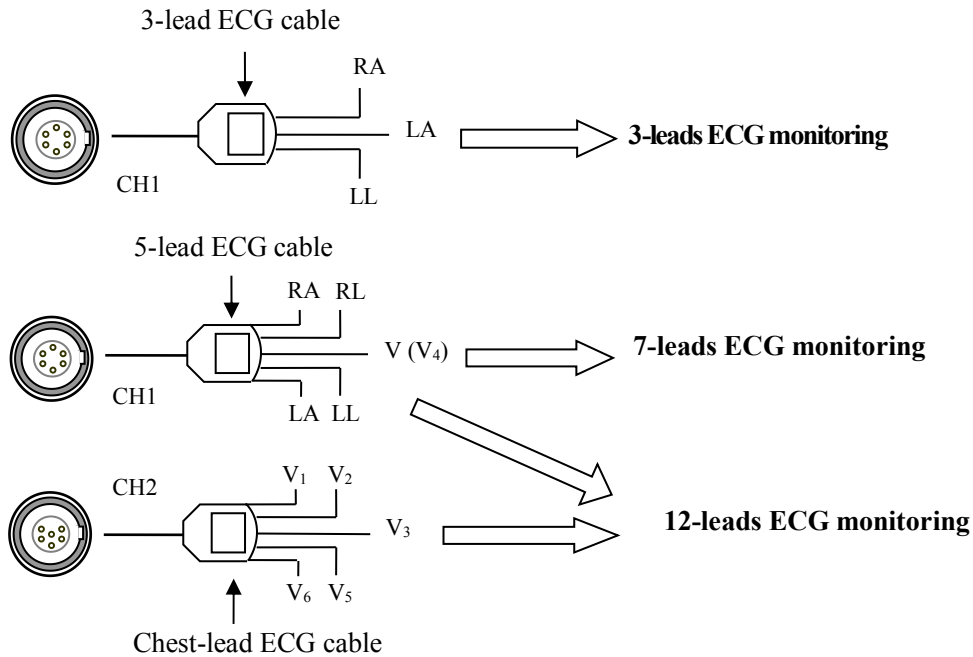 3-lead ECG cable
RA
LA
3-leads ECG monitoring
CH1
LL
5-lead ECG cable
RA RL
V (V₄)
7-leads ECG monitoring
CH1
LA LL
CH2
V₁ V₂
V₃
12-leads ECG monitoring
V₆ V₅
Chest-lead ECG cable